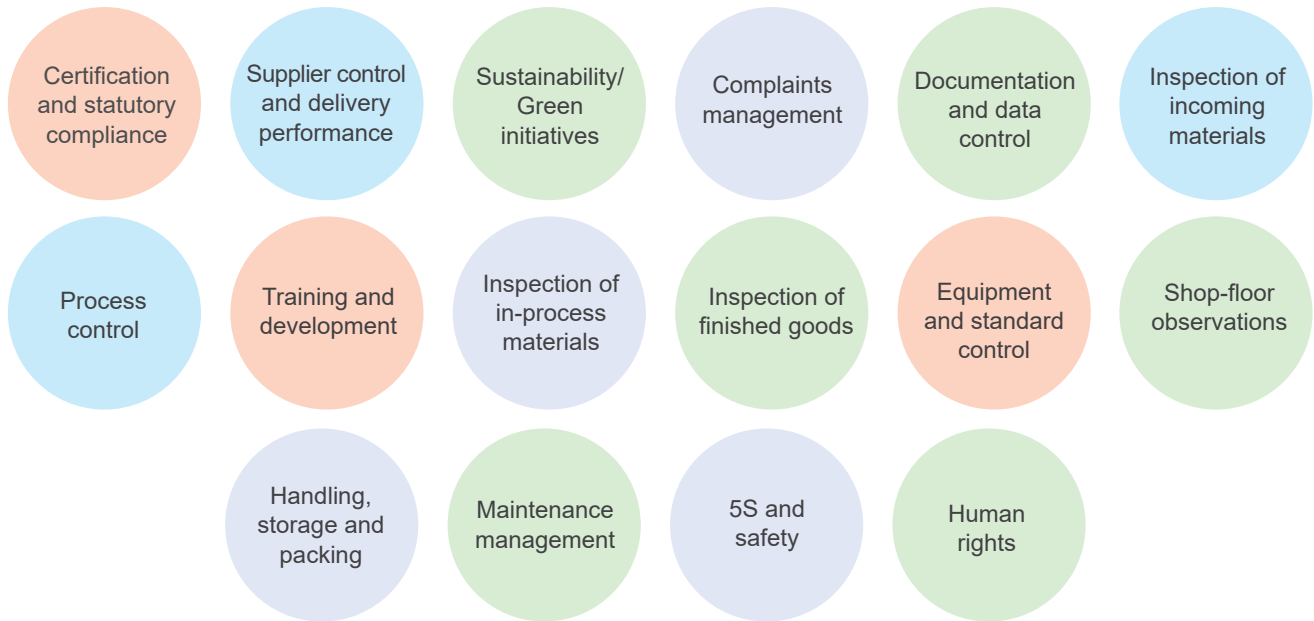 Certification
and statutory
compliance
Supplier control
and delivery
performance
Sustainability/
Green
initiatives
Complaints
management
Documentation
and data
control
Inspection of
incoming
materials
Process
control
Training and
development
Inspection of
in-process
materials
Inspection of
finished goods
Equipment
and standard
control
Shop-floor
observations
Handling,
storage and
packing
Maintenance
management
5S and
safety
Human
rights